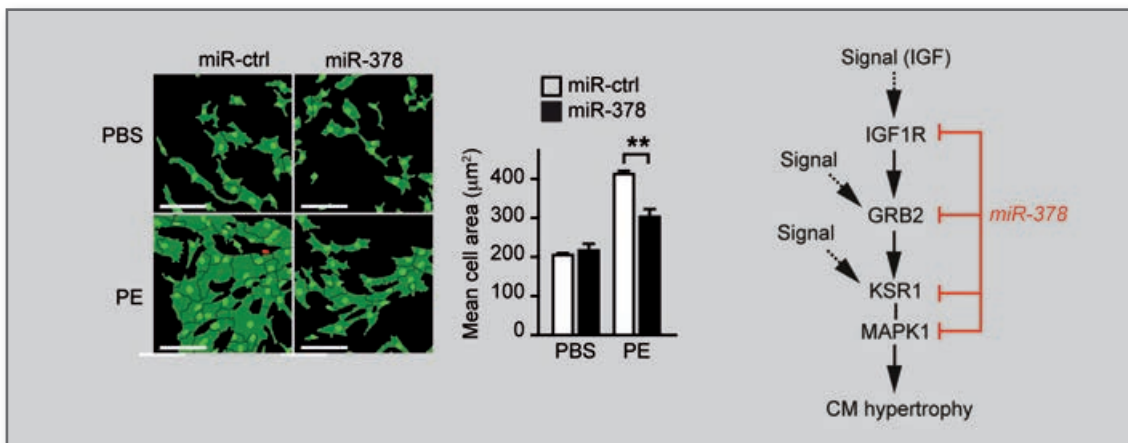 miR-ctrl miR-378
PBS
PE
miR-ctrl
miR-378
**
Mean cell area (μm²)
400
300
200
100
0
PBS PE
Signal (IGF)
IGF1R
Signal
GRB2
miR-378
Signal
KSR1
MAPK1
CM hypertrophy